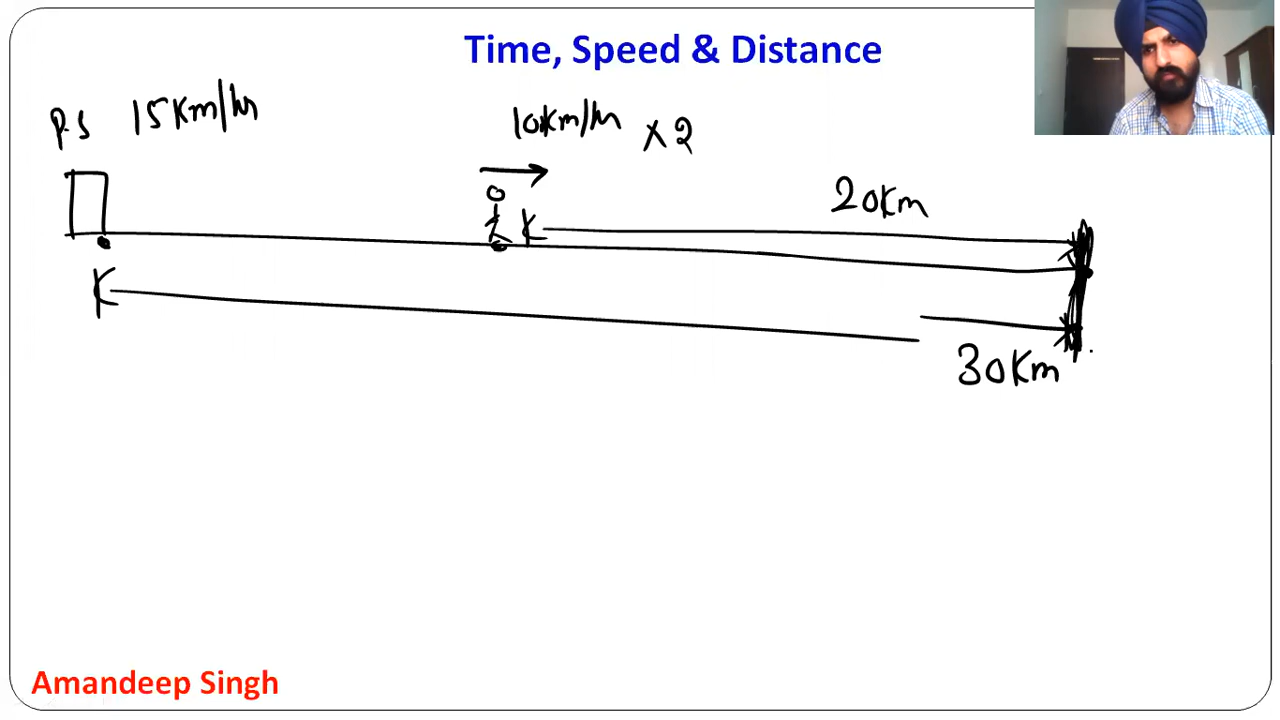 Time, Speed & Distance
P.S 15Km/hr
10km/hr x2
20Km
30Km
Amandeep Singh